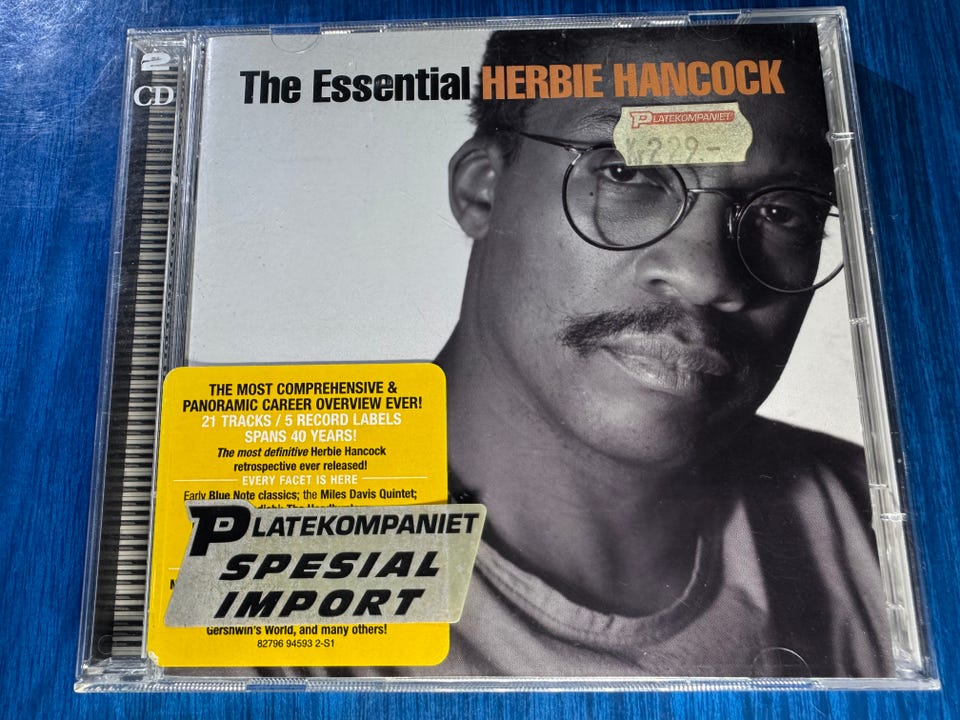 2
CD
The Essential HERBIE HANCOCK
PLATEKOMPANIET
Kr 229.-
THE MOST COMPREHENSIVE &
PANORAMIC CAREER OVERVIEW EVER!
21 TRACKS / 5 RECORD LABELS
SPANS 40 YEARS!
The most definitive Herbie Hancock
retrospective ever released!
EVERY FACET IS HERE
Early Blue Note classics; the Miles Davis Quintet;
PLATEKOMPANIET
SPESIAL
IMPORT
Gershwin's World, and many others!
82796 94593 2-S1